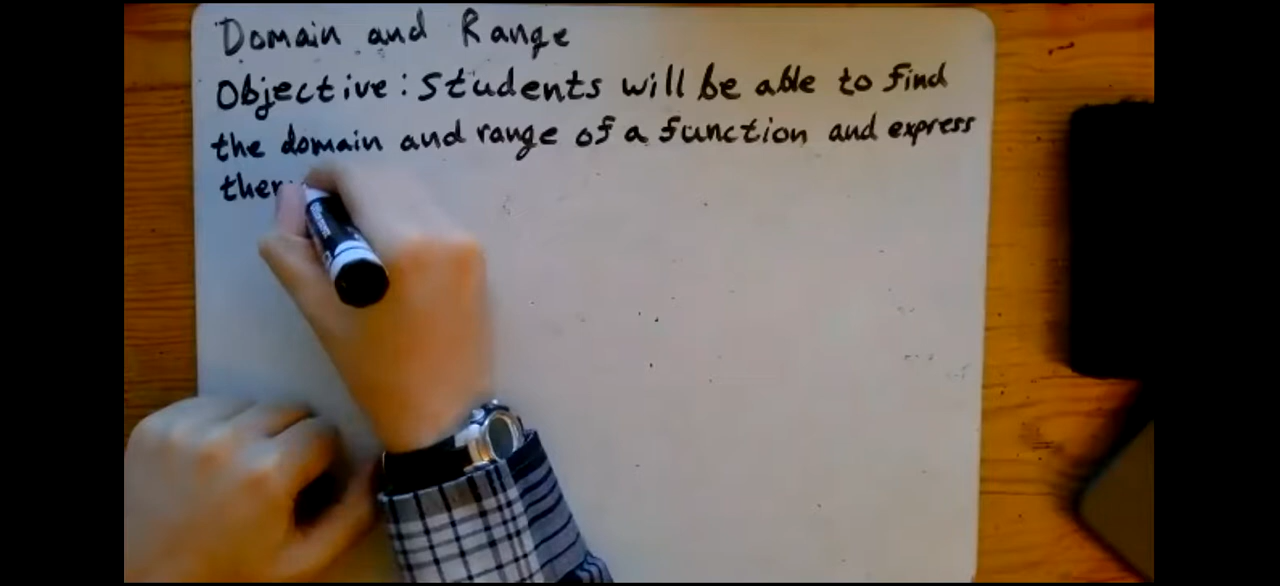 Domain and Range
Objective: Students will be able to find
the domain and range of a function and express